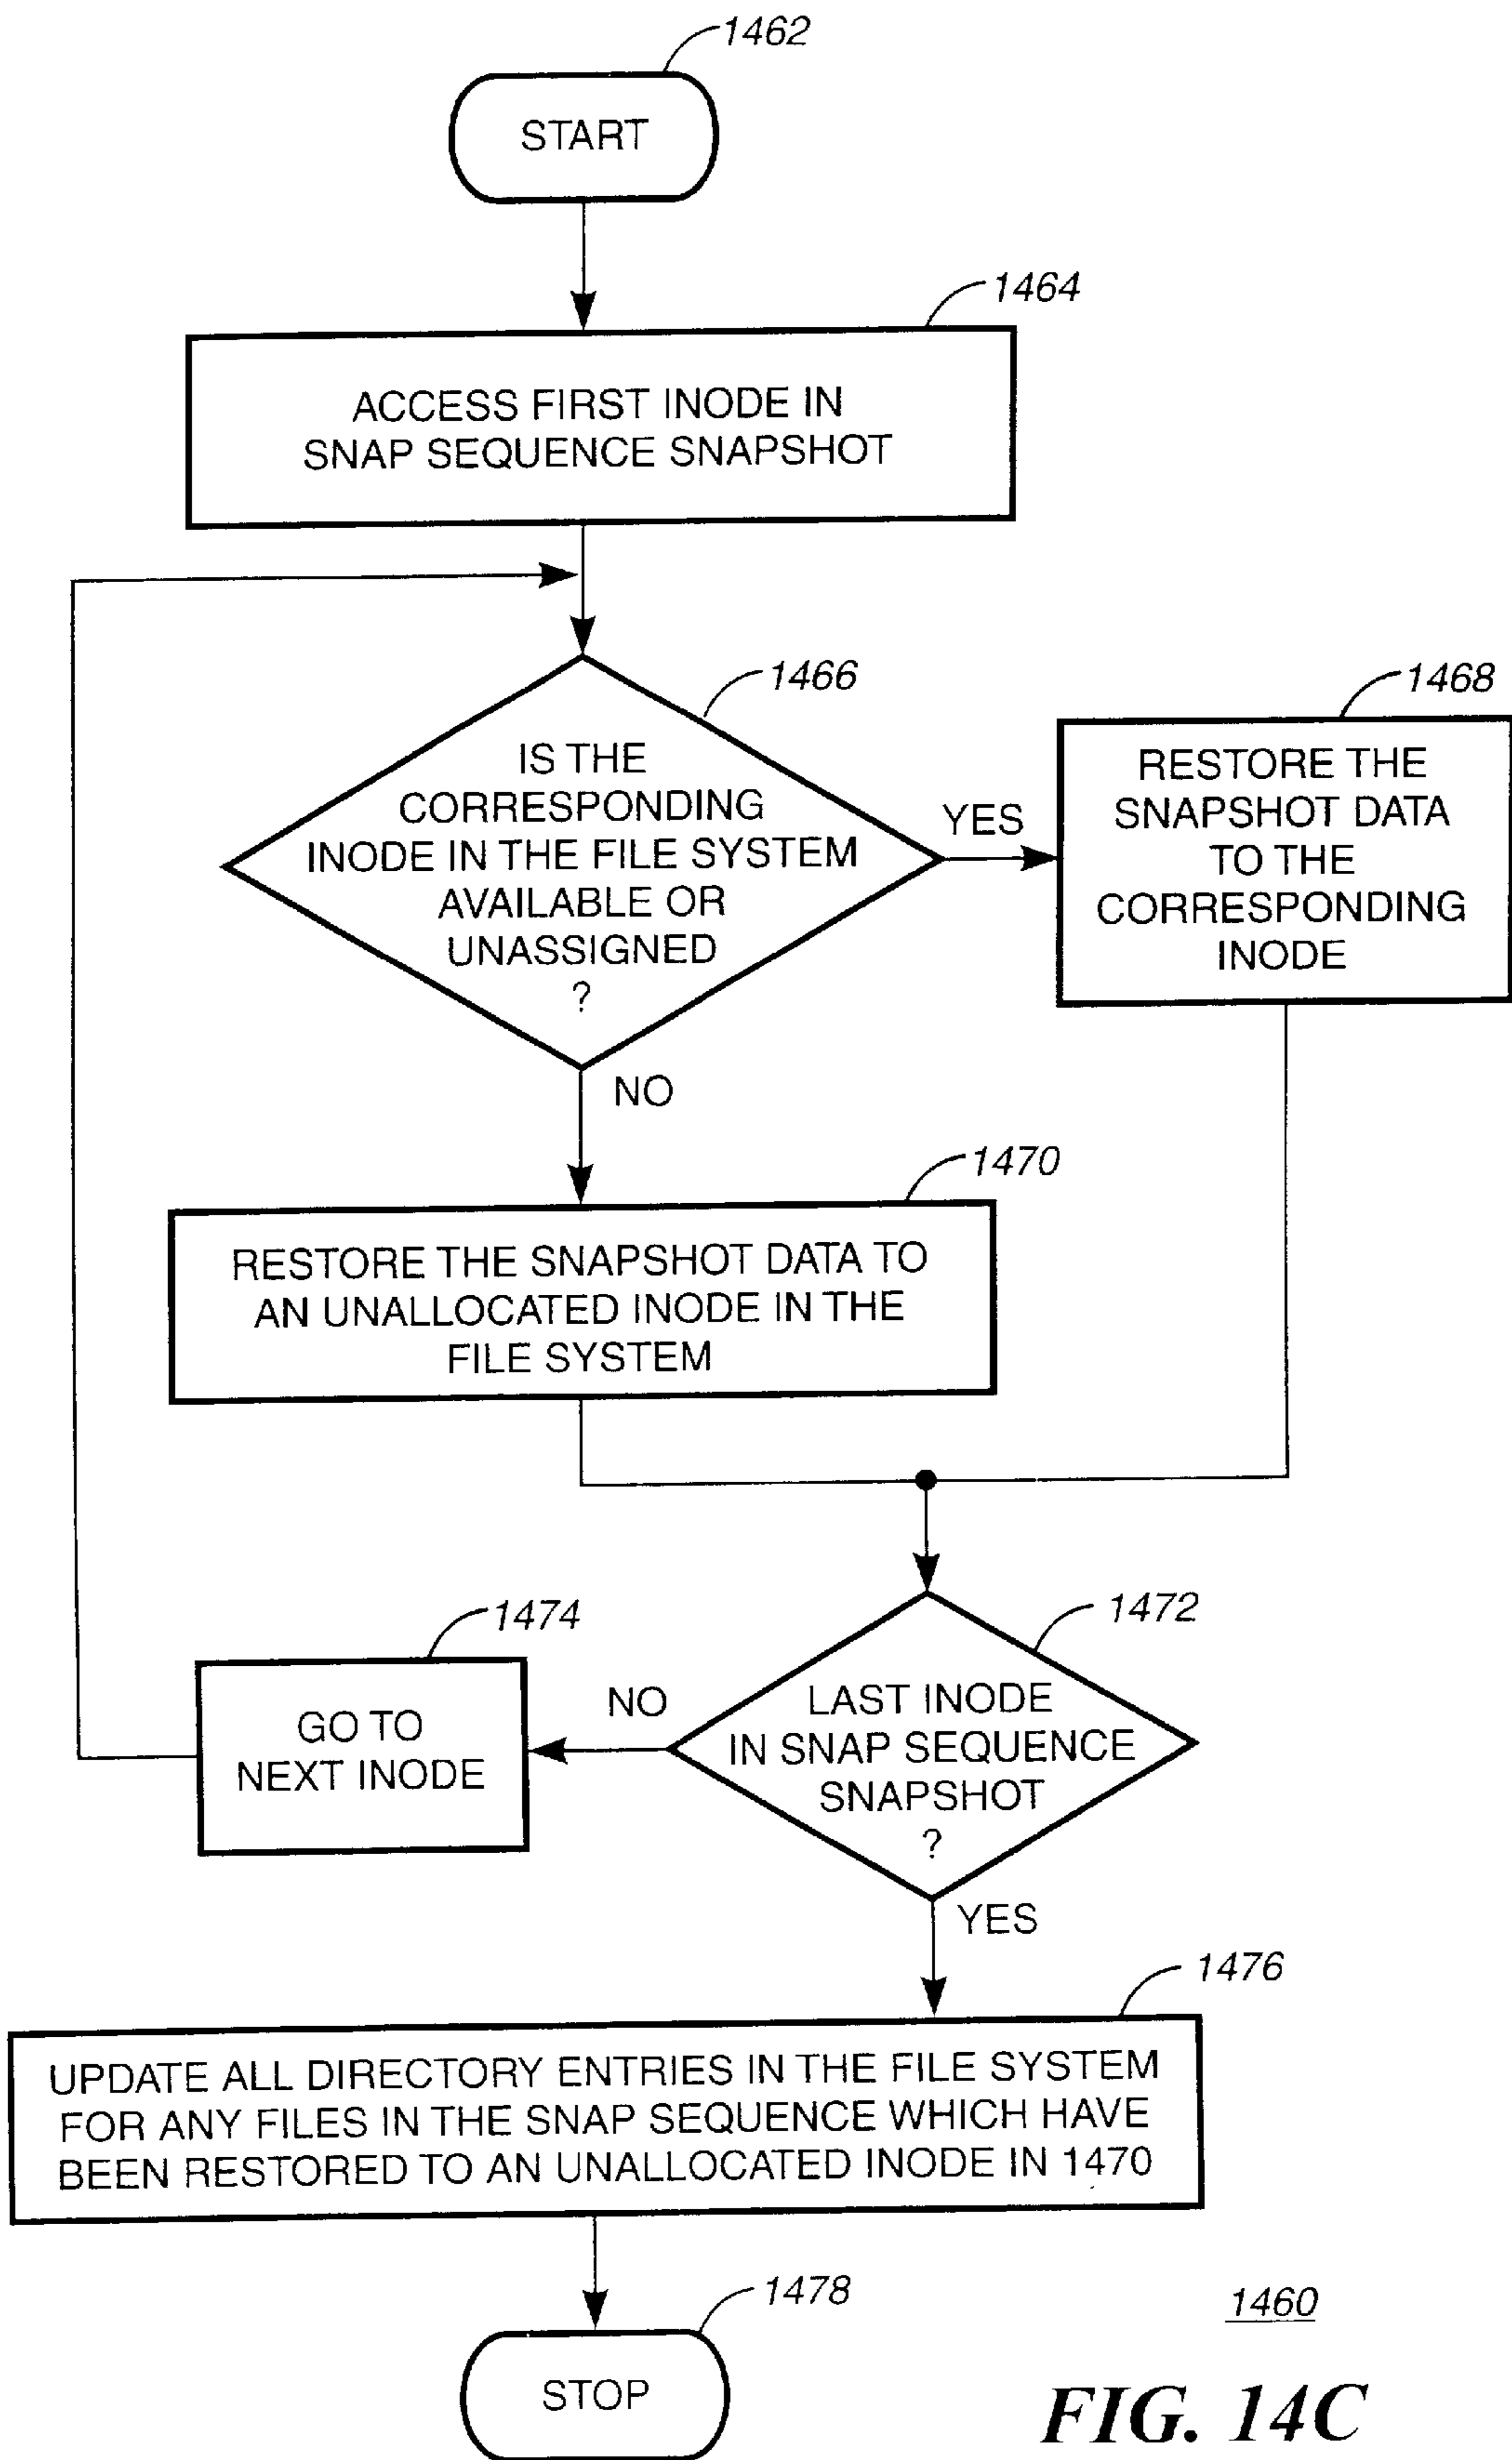 1462
START
1464
ACCESS FIRST INODE IN
SNAP SEQUENCE SNAPSHOT
1466
IS THE
CORRESPONDING
INODE IN THE FILE SYSTEM
AVAILABLE OR
UNASSIGNED
?
YES
1468
RESTORE THE
SNAPSHOT DATA
TO THE
CORRESPONDING
INODE
NO
1470
RESTORE THE SNAPSHOT DATA TO
AN UNALLOCATED INODE IN THE
FILE SYSTEM
1472
LAST INODE
IN SNAP SEQUENCE
SNAPSHOT
?
NO
1474
GO TO
NEXT INODE
YES
1476
UPDATE ALL DIRECTORY ENTRIES IN THE FILE SYSTEM
FOR ANY FILES IN THE SNAP SEQUENCE WHICH HAVE
BEEN RESTORED TO AN UNALLOCATED INODE IN 1470
1478
STOP
1460
FIG. 14C